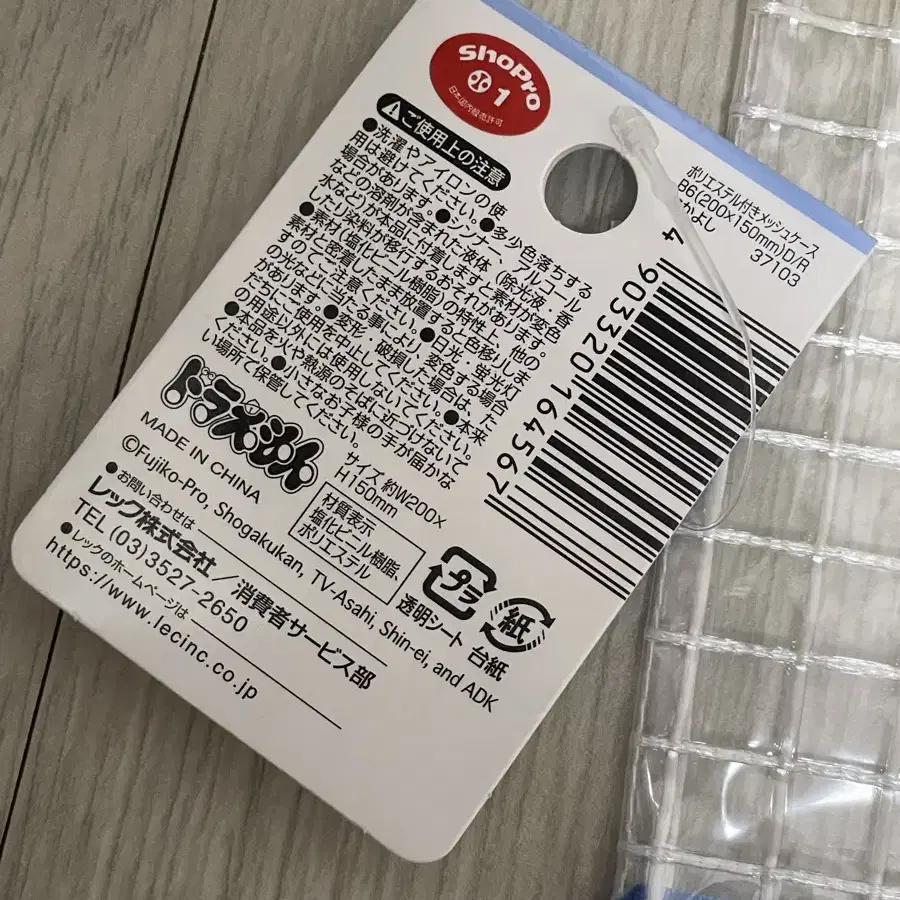 ShoPro
1
日本国内販売許可
⚠ご使用上の注意
●洗濯やアイロンの使
用は避けてください。●多少色落ちする
場合があります。●シンナー、アルコール
などの溶剤が含まれた液体(除光液・香
水など)が本品に付着しますと素材が変色
したり染料が移行するおそれがあります。
●素材(塩化ビニール樹脂)の特性上、他の
素材と密着したまま放置すると色移りしま
すのでご注意ください。●日光・蛍光灯
の光などに当たる事により、変色する場合
があります。●変形・破損した場合は、た
だちに使用を中止してください。●本来
の用途以外には使用しないでください。
●本品を火や熱源のそばに近づけないで
ください。●小さなお子様の手が届かな
い場所で保管してください。
ドラえもん
サイズ 約W200×
H150mm
MADE IN CHINA
材質表示
塩化ビニール樹脂、
ポリエステル
©Fujiko-Pro, Shogakukan, TV-Asahi, Shin-ei, and ADK
プラ
透明シート
紙
台紙
●お問い合わせは
レック株式会社/消費者サービス部
TEL (03)3527-2650
●レックのホームページは
https://www.lecinc.co.jp
ポリエステル付きメッシュケース
B6(200×150mm)D/R
かよし
37103
4 903320 164567